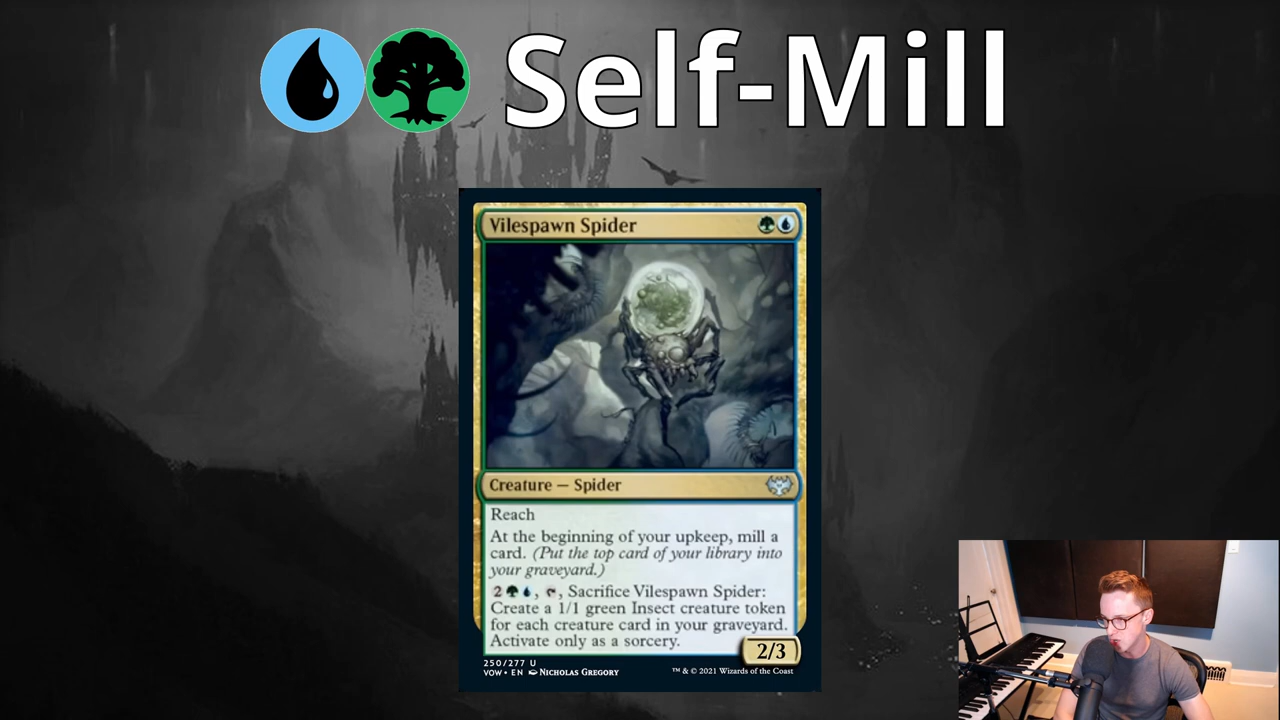 Self-Mill
Vilespawn Spider
Creature — Spider
Reach
At the beginning of your upkeep, mill a
card. (Put the top card of your library into
your graveyard.)
2, Sacrifice Vilespawn Spider:
Create a 1/1 green Insect creature token
for each creature card in your graveyard.
Activate only as a sorcery.
2/3
250/277 U
VOW • EN NICHOLAS GREGORY
™ & © 2021 Wizards of the Coast